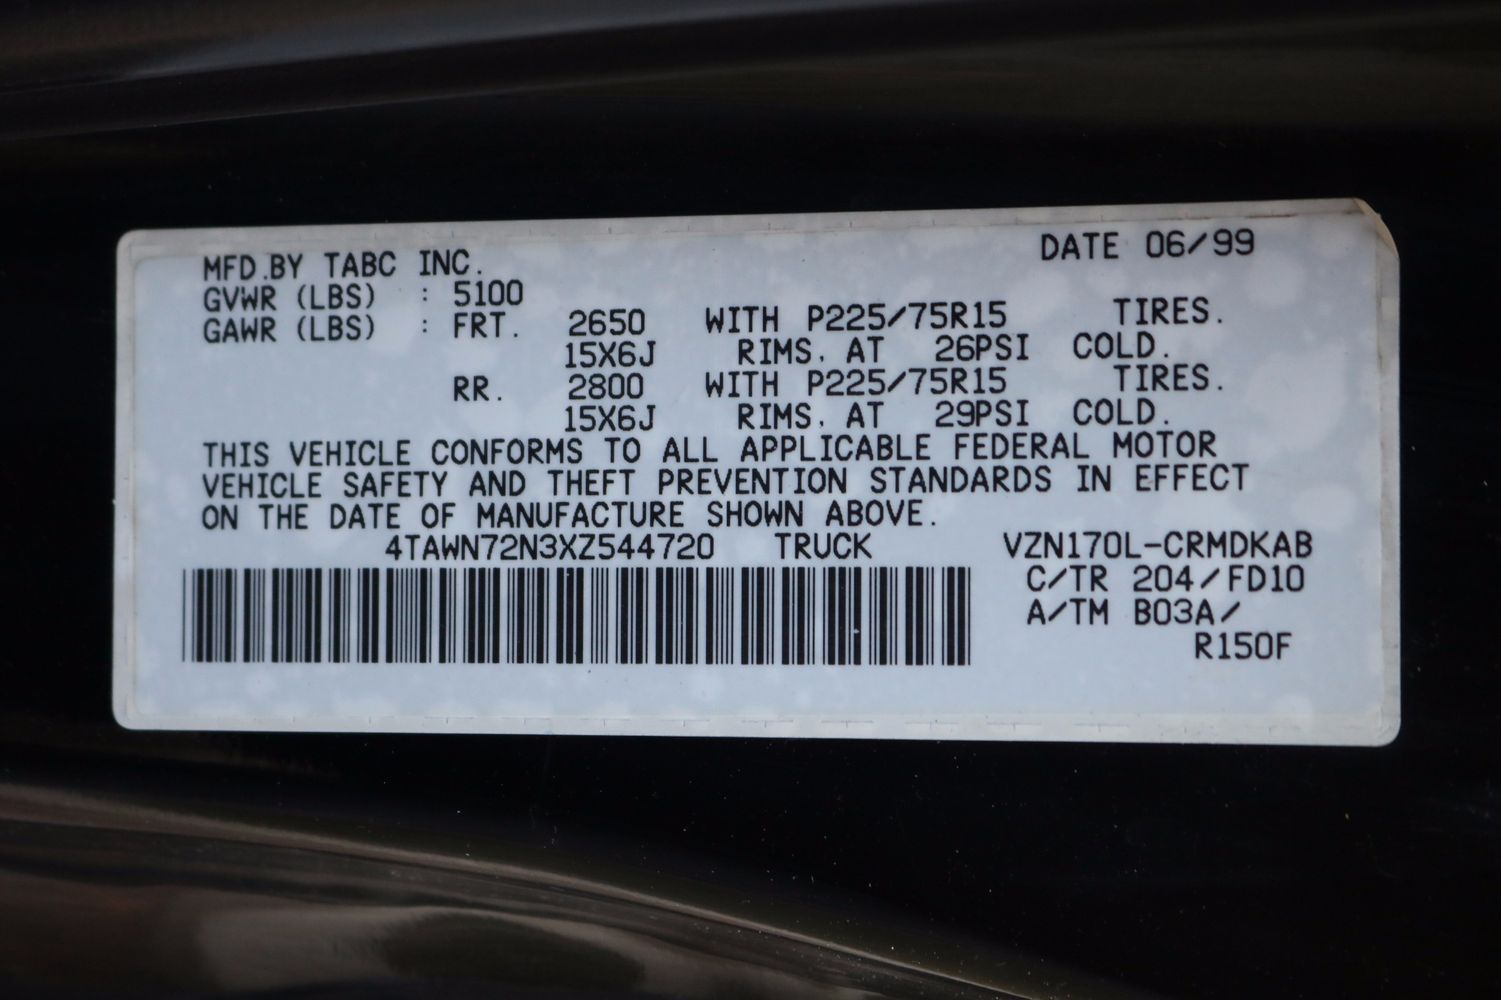 MFD.BY TABC INC. DATE 06/99
GVWR (LBS) : 5100
GAWR (LBS) : FRT. 2650 WITH P225/75R15 TIRES.
15X6J RIMS, AT 26PSI COLD.
RR. 2800 WITH P225/75R15 TIRES.
15X6J RIMS, AT 29PSI COLD.
THIS VEHICLE CONFORMS TO ALL APPLICABLE FEDERAL MOTOR
VEHICLE SAFETY AND THEFT PREVENTION STANDARDS IN EFFECT
ON THE DATE OF MANUFACTURE SHOWN ABOVE.
4TAWN72N3XZ544720 TRUCK VZN170L-CRMDKAB
C/TR 204/FD10
A/TM B03A/
R150F